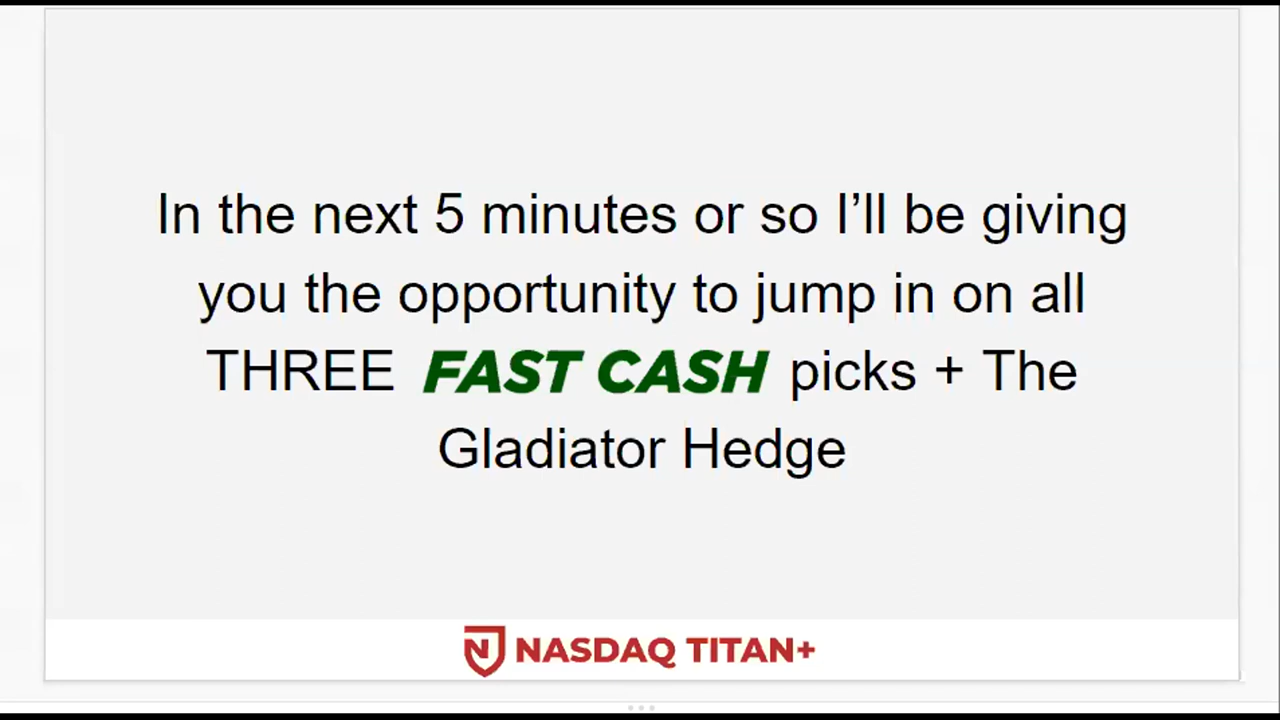 In the next 5 minutes or so I’ll be giving
you the opportunity to jump in on all
THREE FAST CASH picks + The
Gladiator Hedge
NASDAQ TITAN+